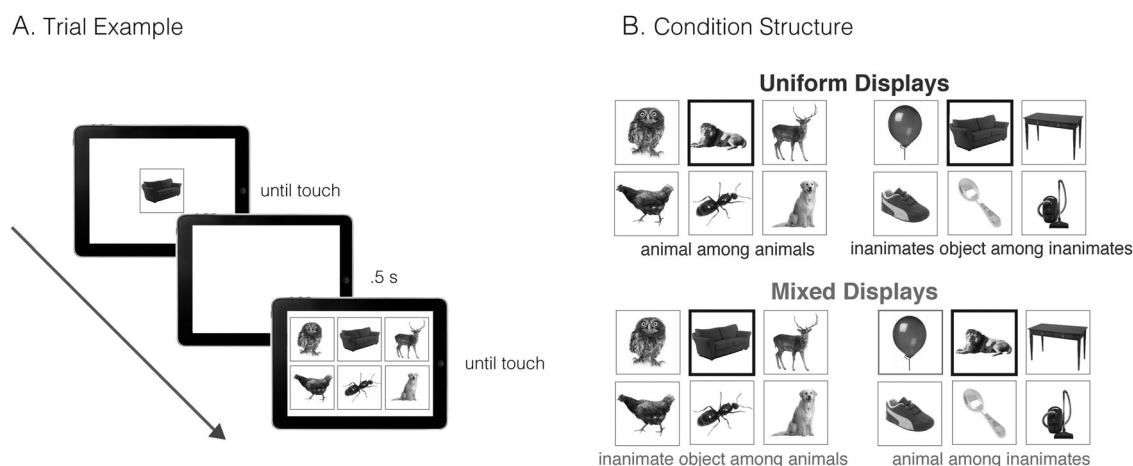 A. Trial Example
until touch
.5 s
until touch
B. Condition Structure
Uniform Displays
animal among animals
inanimates object among inanimates
Mixed Displays
inanimate object among animals
animal among inanimates